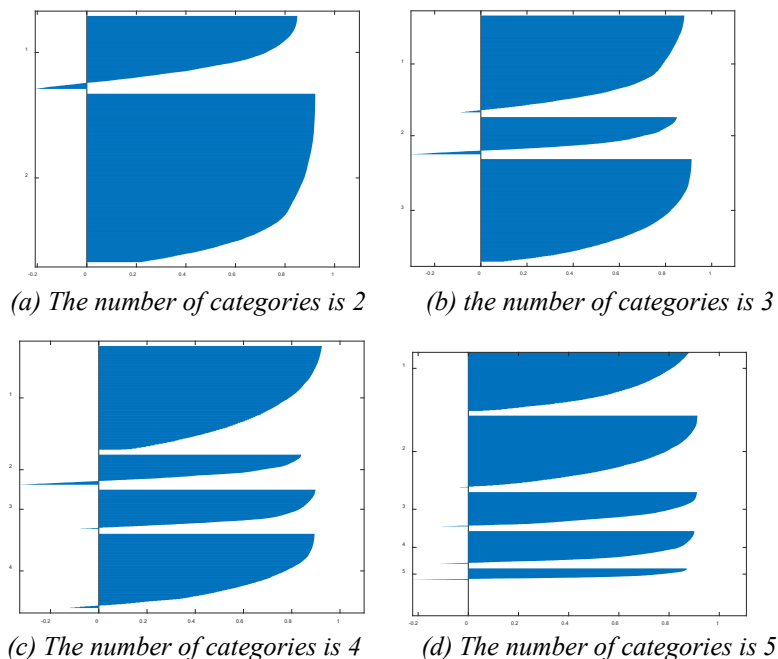 1
2
-0.2 0 0.2 0.4 0.6 0.8 1
(a) The number of categories is 2
1
2
3
-0.2 0 0.2 0.4 0.6 0.8 1
(b) the number of categories is 3
1
2
3
4
-0.2 0 0.2 0.4 0.6 0.8 1
(c) The number of categories is 4
1
2
3
4
5
-0.2 0 0.2 0.4 0.6 0.8 1
(d) The number of categories is 5